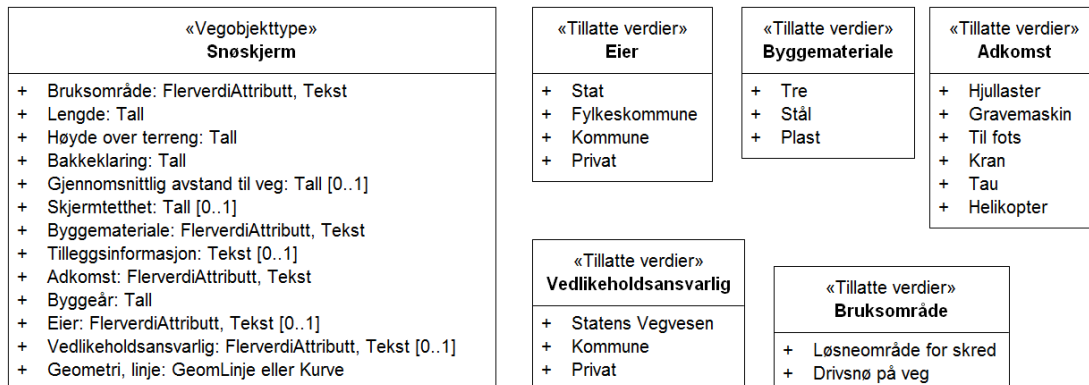 «Vegobjekttype»
Snøskjerm
+ Bruksområde: FlerverdiAttributt, Tekst
+ Lengde: Tall
+ Høyde over terreng: Tall
+ Bakkeklaring: Tall
+ Gjennomsnittlig avstand til veg: Tall [0..1]
+ Skjermtetthet: Tall [0..1]
+ Byggemateriale: FlerverdiAttributt, Tekst
+ Tilleggsinformasjon: Tekst [0..1]
+ Adkomst: FlerverdiAttributt, Tekst
+ Byggeår: Tall
+ Eier: FlerverdiAttributt, Tekst [0..1]
+ Vedlikeholdsansvarlig: FlerverdiAttributt, Tekst [0..1]
+ Geometri, linje: GeomLinje eller Kurve
«Tillatte verdier»
Eier
+ Stat
+ Fylkeskommune
+ Kommune
+ Privat
«Tillatte verdier»
Byggemateriale
+ Tre
+ Stål
+ Plast
«Tillatte verdier»
Adkomst
+ Hjullaster
+ Gravemaskin
+ Til fots
+ Kran
+ Tau
+ Helikopter
«Tillatte verdier»
Vedlikeholdsansvarlig
+ Statens Vegvesen
+ Kommune
+ Privat
«Tillatte verdier»
Bruksområde
+ Løsneområde for skred
+ Drivsnø på veg